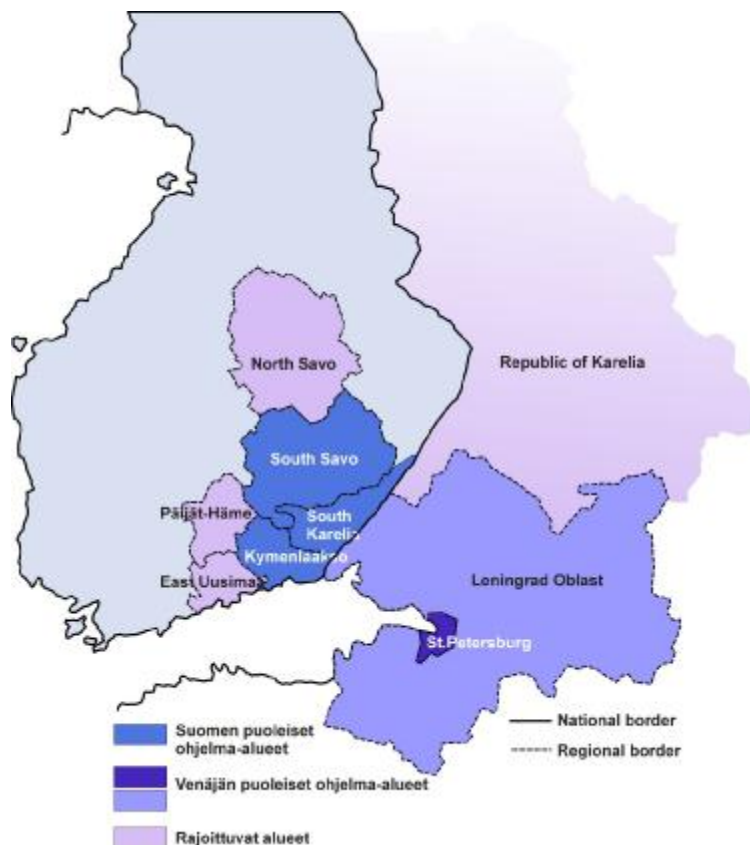 North Savo
Republic of Karelia
South Savo
Päijät-Häme
South
Karelia
Kymenlaakso
East Uusimaa
Leningrad Oblast
St.Petersburg
Suomen puoleiset
ohjelma-alueet
National border
Regional border
Venäjän puoleiset ohjelma-alueet
Rajoittuvat alueet